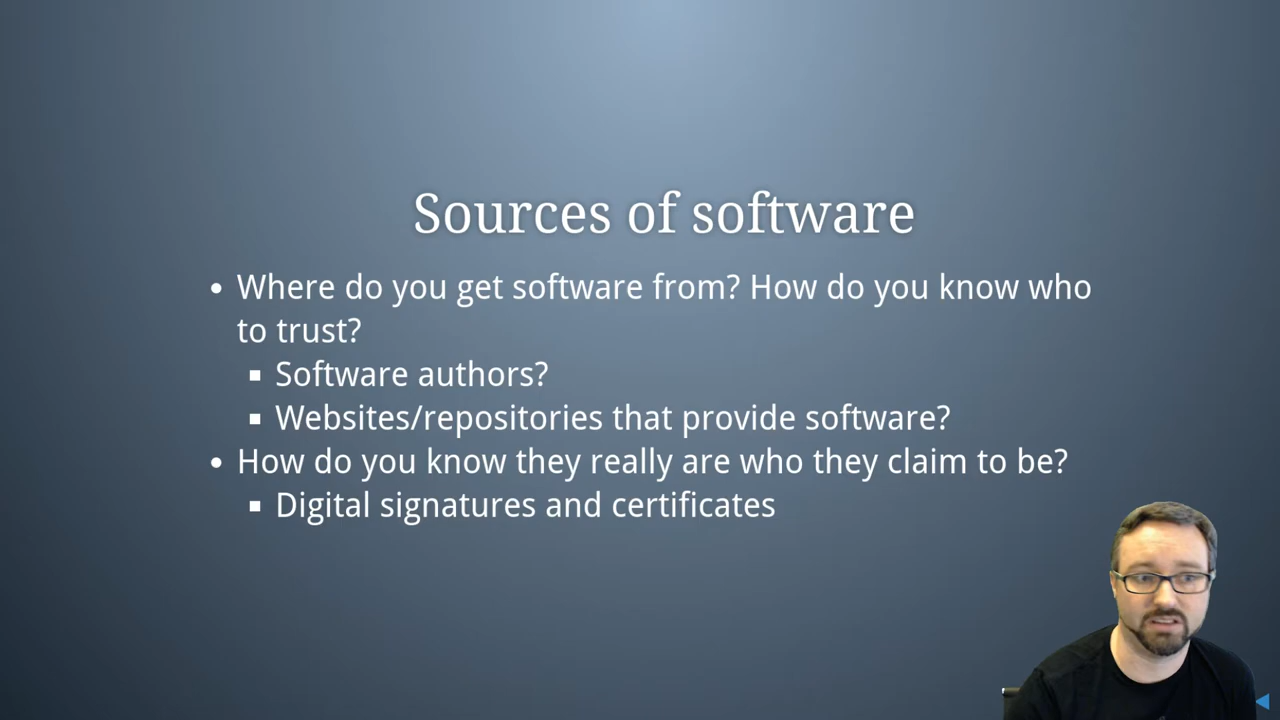 Sources of software
• Where do you get software from? How do you know who
to trust?
▪ Software authors?
▪ Websites/repositories that provide software?
• How do you know they really are who they claim to be?
▪ Digital signatures and certificates